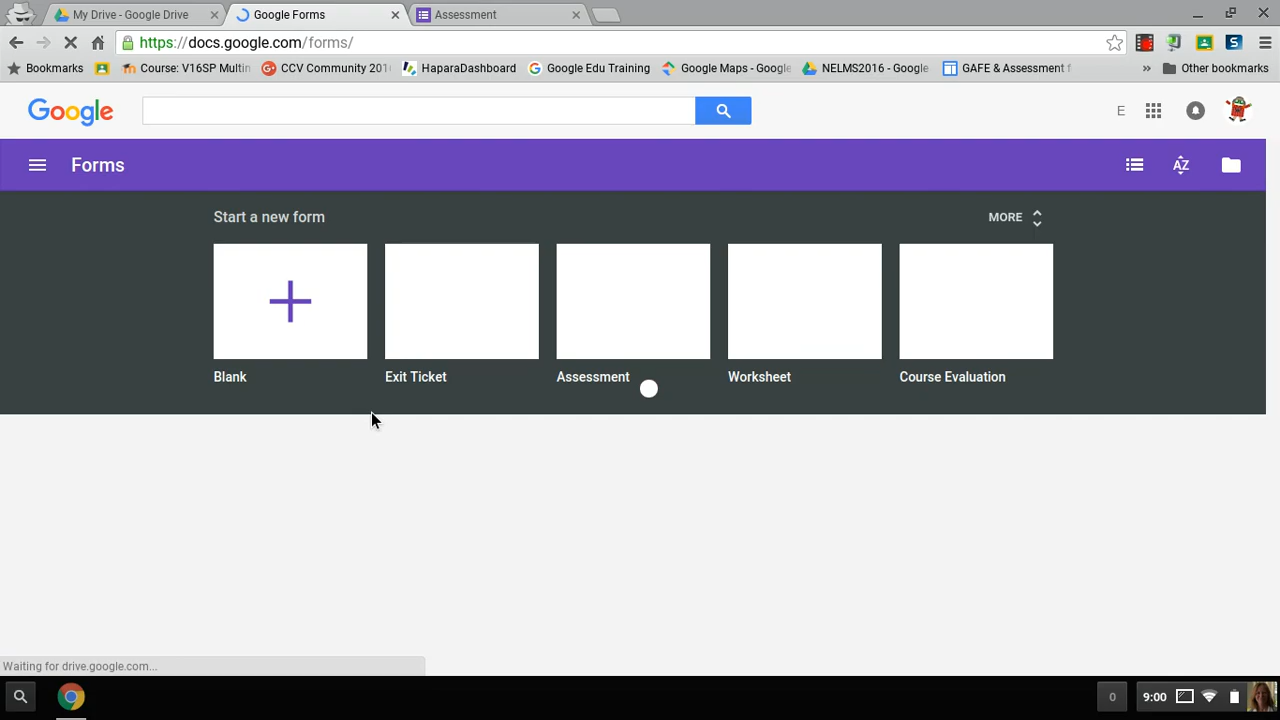 My Drive - Google Drive
Google Forms
Assessment
https://docs.google.com/forms/
Bookmarks
Course: V16SP Multin
CCV Community 201
HaparaDashboard
Google Edu Training
Google Maps - Google
NELMS2016 - Google
GAFE & Assessment f
»
Other bookmarks
Google
E
Forms
AZ
Start a new form
MORE
Blank
Exit Ticket
Assessment
Worksheet
Course Evaluation
Waiting for drive.google.com...
0
9:00